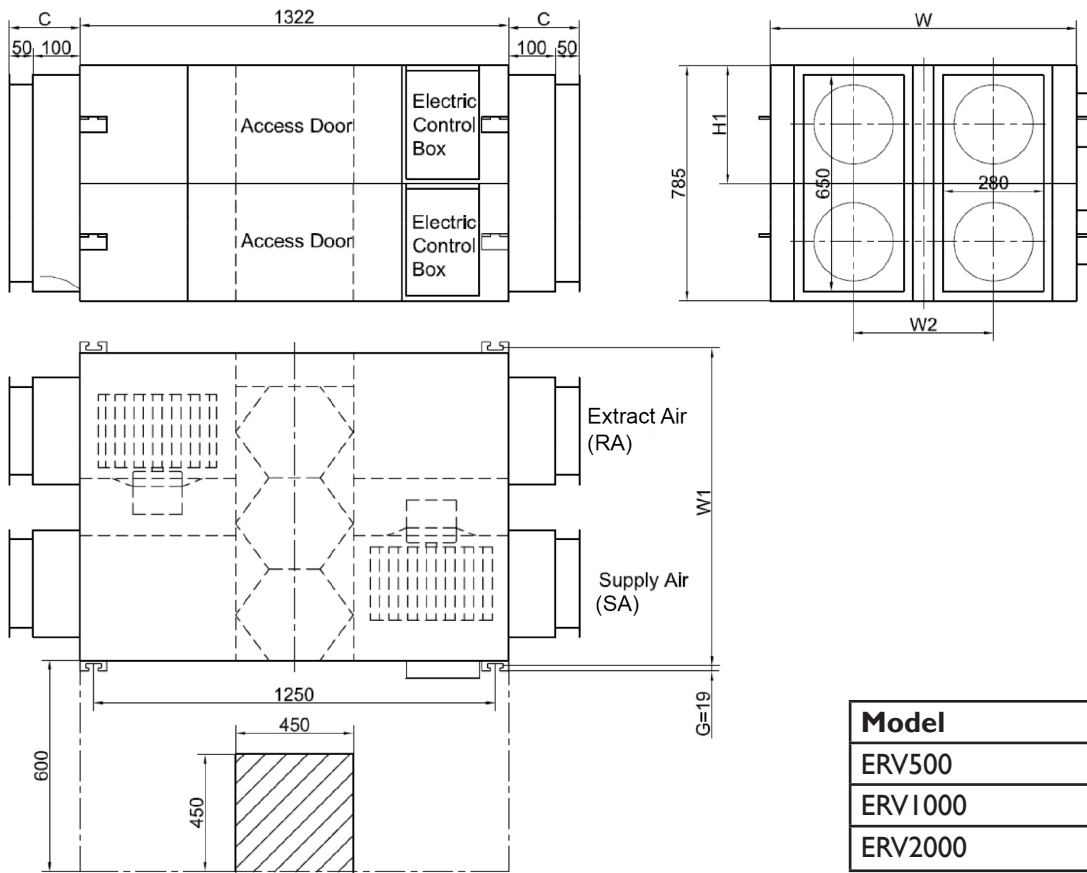 C 1322 C W
50 100 100 50
Electric
Control
Box
Access Door
Electric
Control
Box
Access Door
785
H1
650
280
W2
Extract Air
(RA)
W1
Supply Air
(SA)
1250
G=19
450
600
450
Model
ERV500
ERV1000
ERV2000